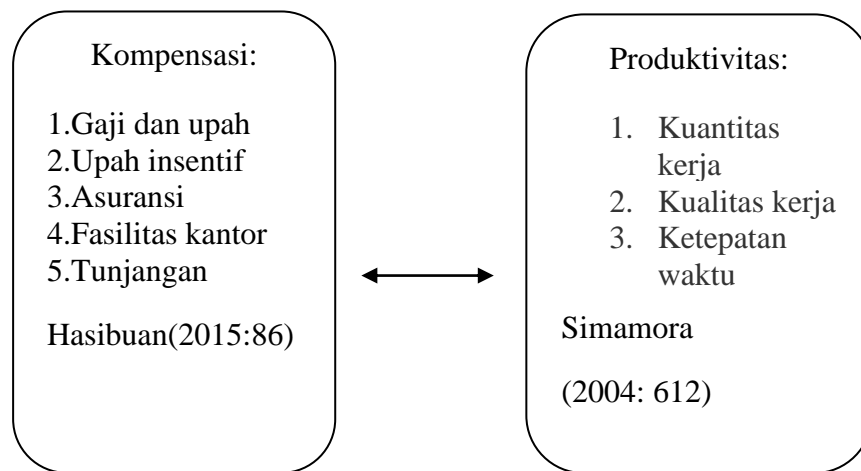 Kompensasi:
1.Gaji dan upah
2.Upah insentif
3.Asuransi
4.Fasilitas kantor
5.Tunjangan
Hasibuan(2015:86)
Produktivitas:
1. Kuantitas
kerja
2. Kualitas kerja
3. Ketepatan
waktu
Simamora
(2004: 612)